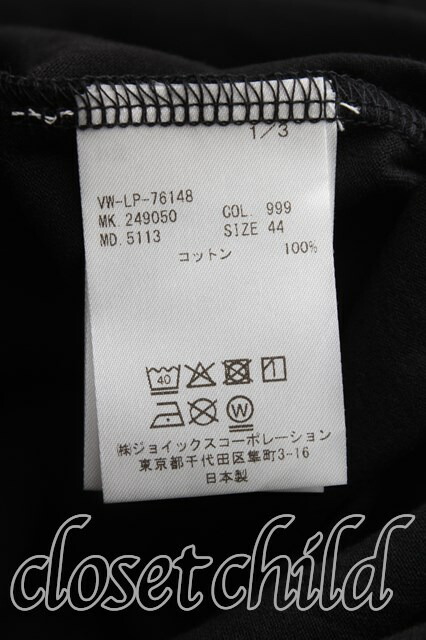 1/3
VW-LP-76148
MK. 249050 COL. 999
MD. 5113 SIZE 44
コットン 100%
40
W
㈱ジョイックスコーポレーション
東京都千代田区隼町3-16
日本製
closet child